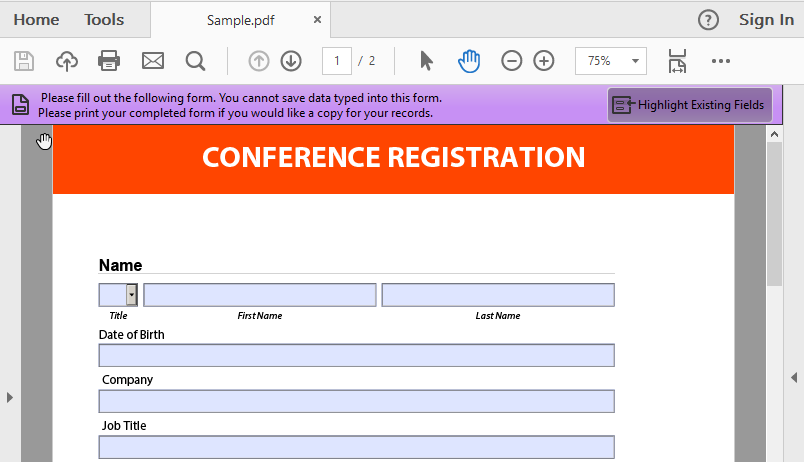 Home Tools Sample.pdf × ? Sign In
1 / 2 75%
Please fill out the following form. You cannot save data typed into this form.
Please print your completed form if you would like a copy for your records.
Highlight Existing Fields
CONFERENCE REGISTRATION
Name
Title First Name Last Name
Date of Birth
Company
Job Title